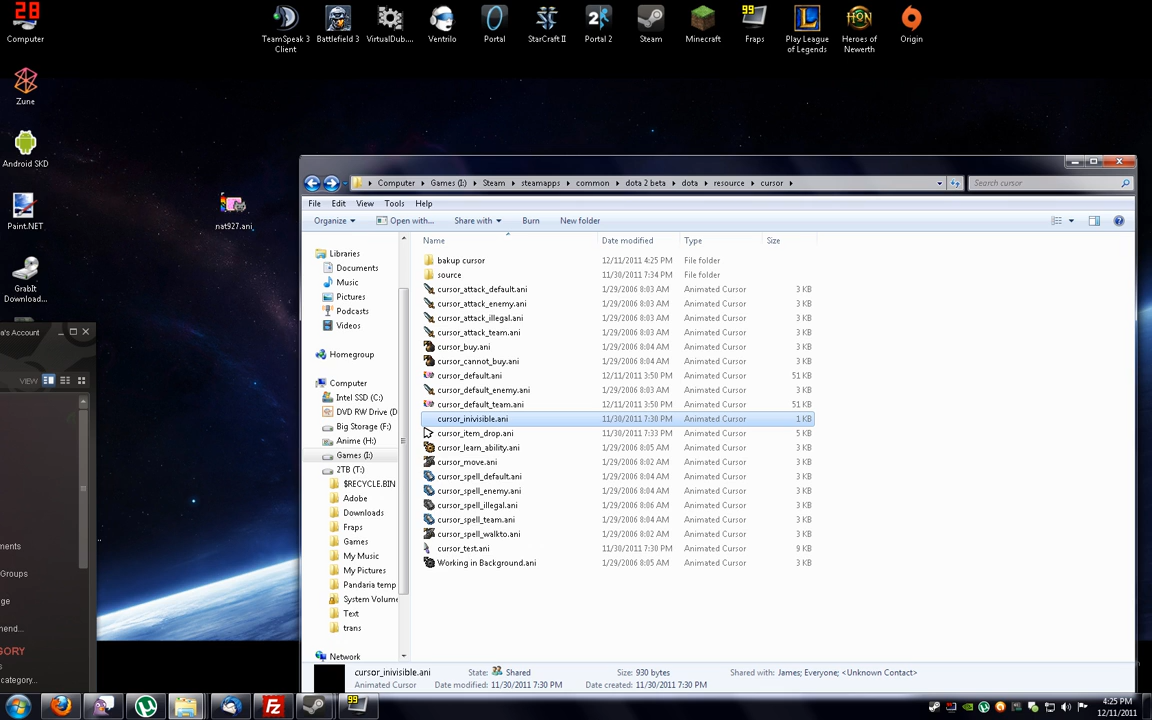 28
99
Computer
TeamSpeak 3 Client
Battlefield 3
VirtualDub....
Ventrilo
Portal
StarCraft II
Portal 2
Steam
Minecraft
Fraps
Play League of Legends
Heroes of Newerth
Origin
Zune
Android SKD
Paint.NET
GrabIt Download...
nat927.ani
Computer Games (I:) Steam steamapps common dota 2 beta dota resource cursor
Search cursor
File Edit View Tools Help
Organize Open with... Share with Burn New folder
Name Date modified Type Size
bakup cursor 12/11/2011 4:25 PM File folder
source 11/30/2011 7:34 PM File folder
cursor_attack_default.ani 1/29/2006 8:03 AM Animated Cursor 3 KB
cursor_attack_enemy.ani 1/29/2006 8:03 AM Animated Cursor 3 KB
cursor_attack_illegal.ani 1/29/2006 8:03 AM Animated Cursor 3 KB
cursor_attack_team.ani 1/29/2006 8:03 AM Animated Cursor 3 KB
cursor_buy.ani 1/29/2006 8:04 AM Animated Cursor 3 KB
cursor_cannot_buy.ani 1/29/2006 8:04 AM Animated Cursor 3 KB
cursor_default.ani 12/11/2011 3:50 PM Animated Cursor 51 KB
cursor_default_enemy.ani 1/29/2006 8:03 AM Animated Cursor 3 KB
cursor_default_team.ani 12/11/2011 3:50 PM Animated Cursor 51 KB
cursor_inivisible.ani 11/30/2011 7:30 PM Animated Cursor 1 KB
cursor_item_drop.ani 11/30/2011 7:33 PM Animated Cursor 5 KB
cursor_learn_ability.ani 1/29/2006 8:05 AM Animated Cursor 3 KB
cursor_move.ani 1/29/2006 8:02 AM Animated Cursor 3 KB
cursor_spell_default.ani 1/29/2006 8:04 AM Animated Cursor 3 KB
cursor_spell_enemy.ani 1/29/2006 8:04 AM Animated Cursor 3 KB
cursor_spell_illegal.ani 1/29/2006 8:06 AM Animated Cursor 3 KB
cursor_spell_team.ani 1/29/2006 8:04 AM Animated Cursor 3 KB
cursor_spell_walkto.ani 1/29/2006 8:02 AM Animated Cursor 3 KB
cursor_test.ani 11/30/2011 7:30 PM Animated Cursor 9 KB
Working in Background.ani 1/29/2006 8:05 AM Animated Cursor 3 KB
Libraries
Documents
Music
Pictures
Podcasts
Videos
Homegroup
Computer
Intel SSD (C:)
DVD RW Drive (D
Big Storage (F:)
Anime (H:)
Games (I:)
2TB (T:)
$RECYCLE.BIN
Adobe
Downloads
Fraps
Games
My Music
My Pictures
Pandaria temp
System Volume
Text
trans
Network
a's Account
VIEW
ments
Groups
ge
mend...
GORY
s
category...
cursor_inivisible.ani State: Shared Size: 930 bytes Shared with: James; Everyone; <Unknown Contact>
Animated Cursor Date modified: 11/30/2011 7:30 PM Date created: 11/30/2011 7:30 PM
99
4:25 PM
12/11/2011